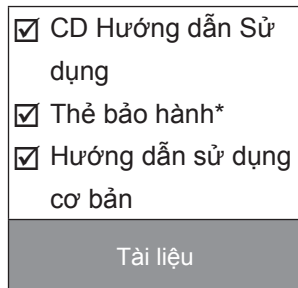 ☑ CD Hướng dẫn Sử
dụng
☑ Thẻ bảo hành*
☑ Hướng dẫn sử dụng
cơ bản
Tài liệu